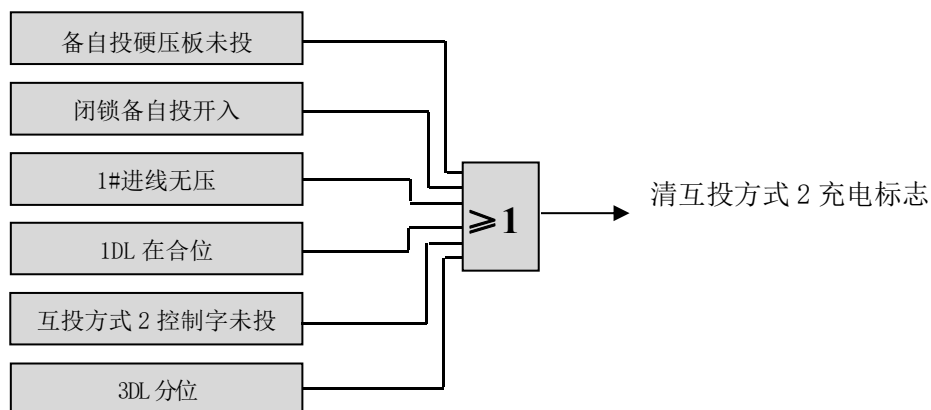 备自投硬压板未投
闭锁备自投开入
1#进线无压
1DL 在合位
互投方式 2 控制字未投
3DL 分位
≥1
清互投方式 2 充电标志